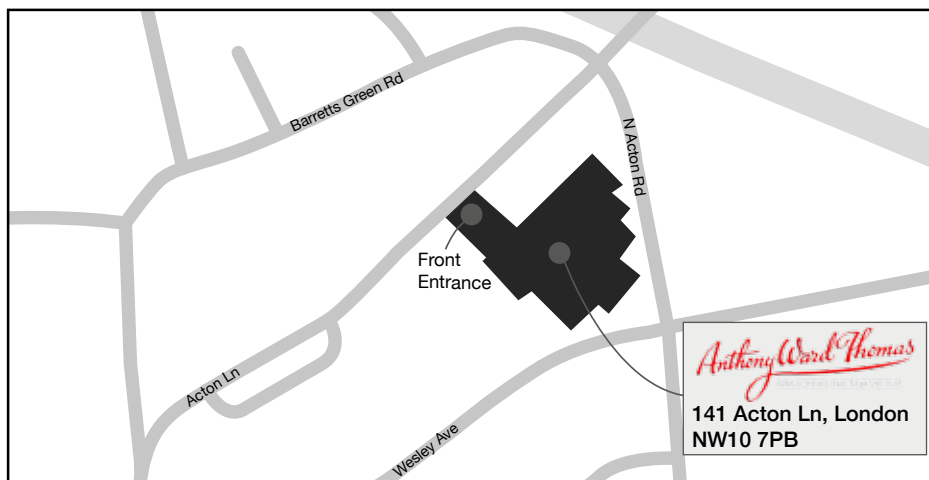 Barretts Green Rd
N Acton Rd
Front
Entrance
Acton Ln
Wesley Ave
Anthony Ward Thomas
141 Acton Ln, London
NW10 7PB